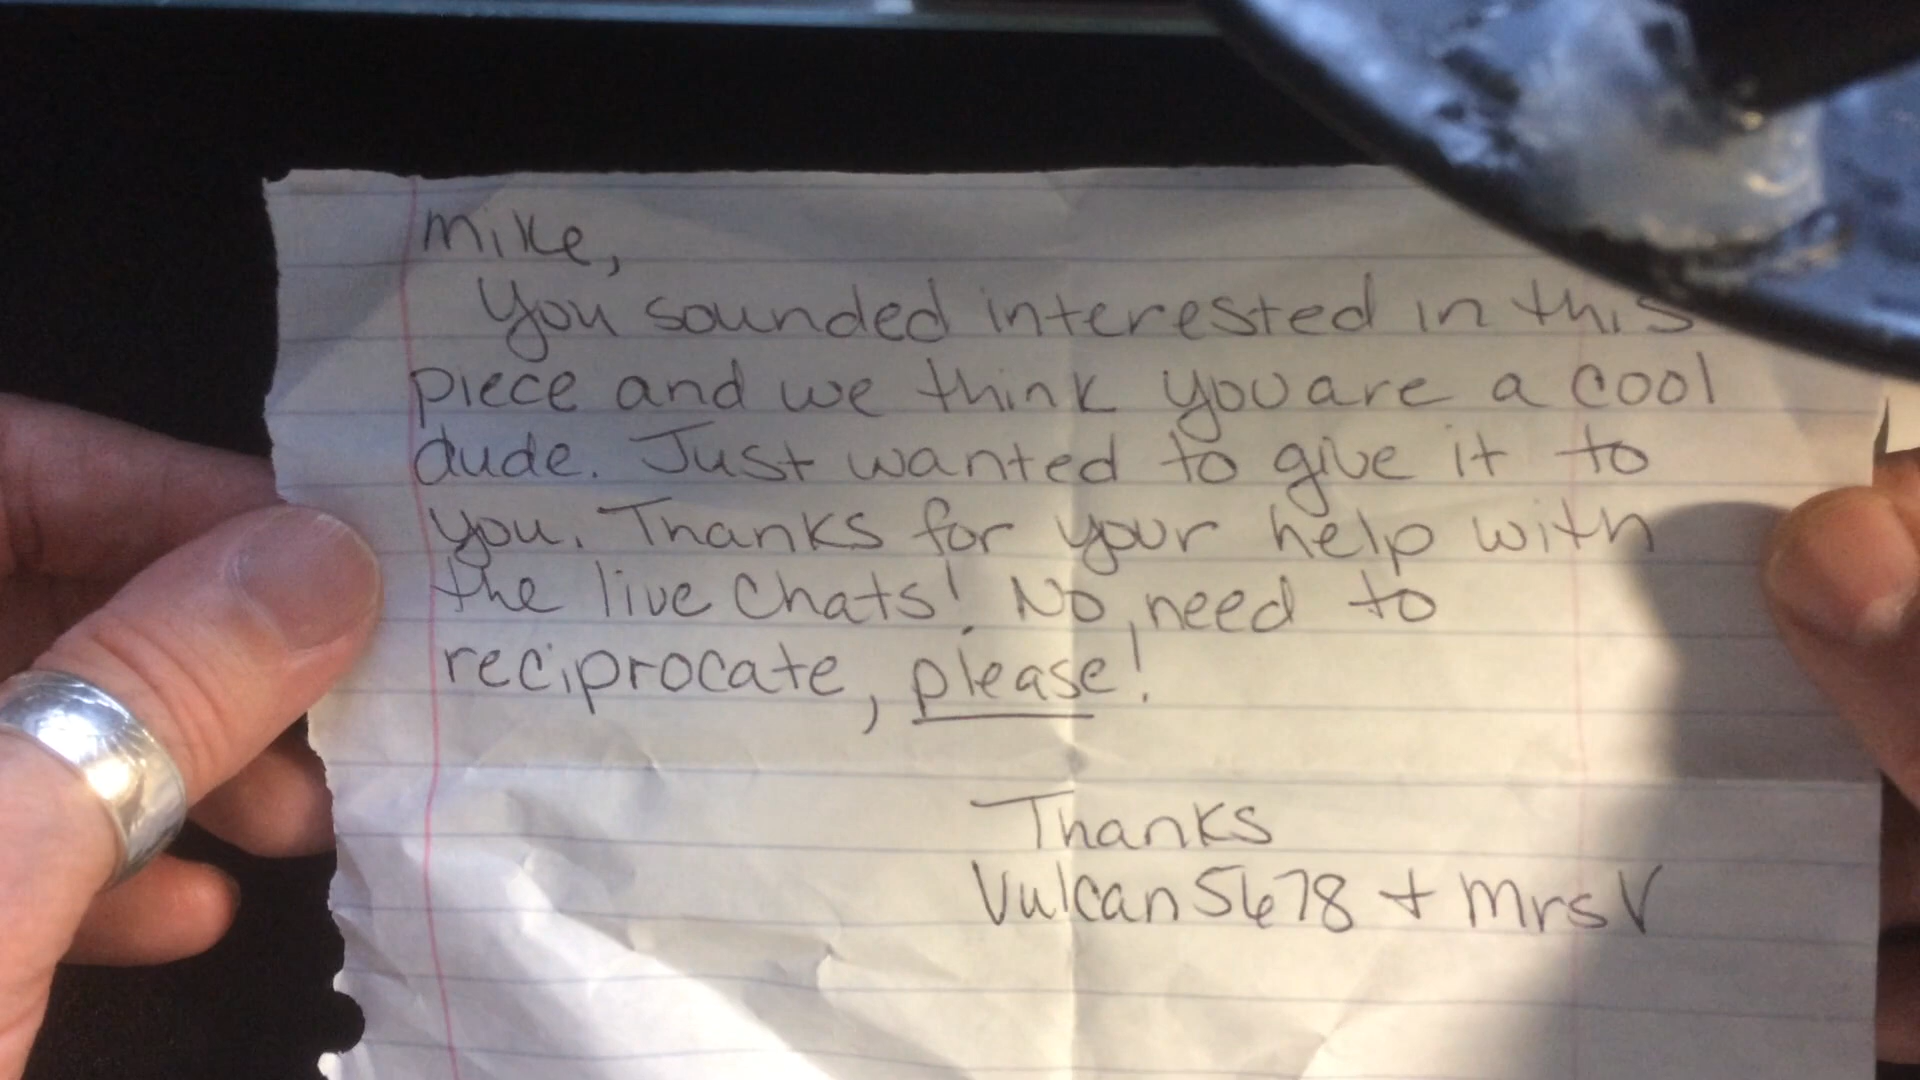 Mike,
You sounded interested in this
piece and we think you are a cool
dude. Just wanted to give it to
you. Thanks for your help with
the live chats! No need to
reciprocate, please!
Thanks
Vulcan5678 + Mrs V